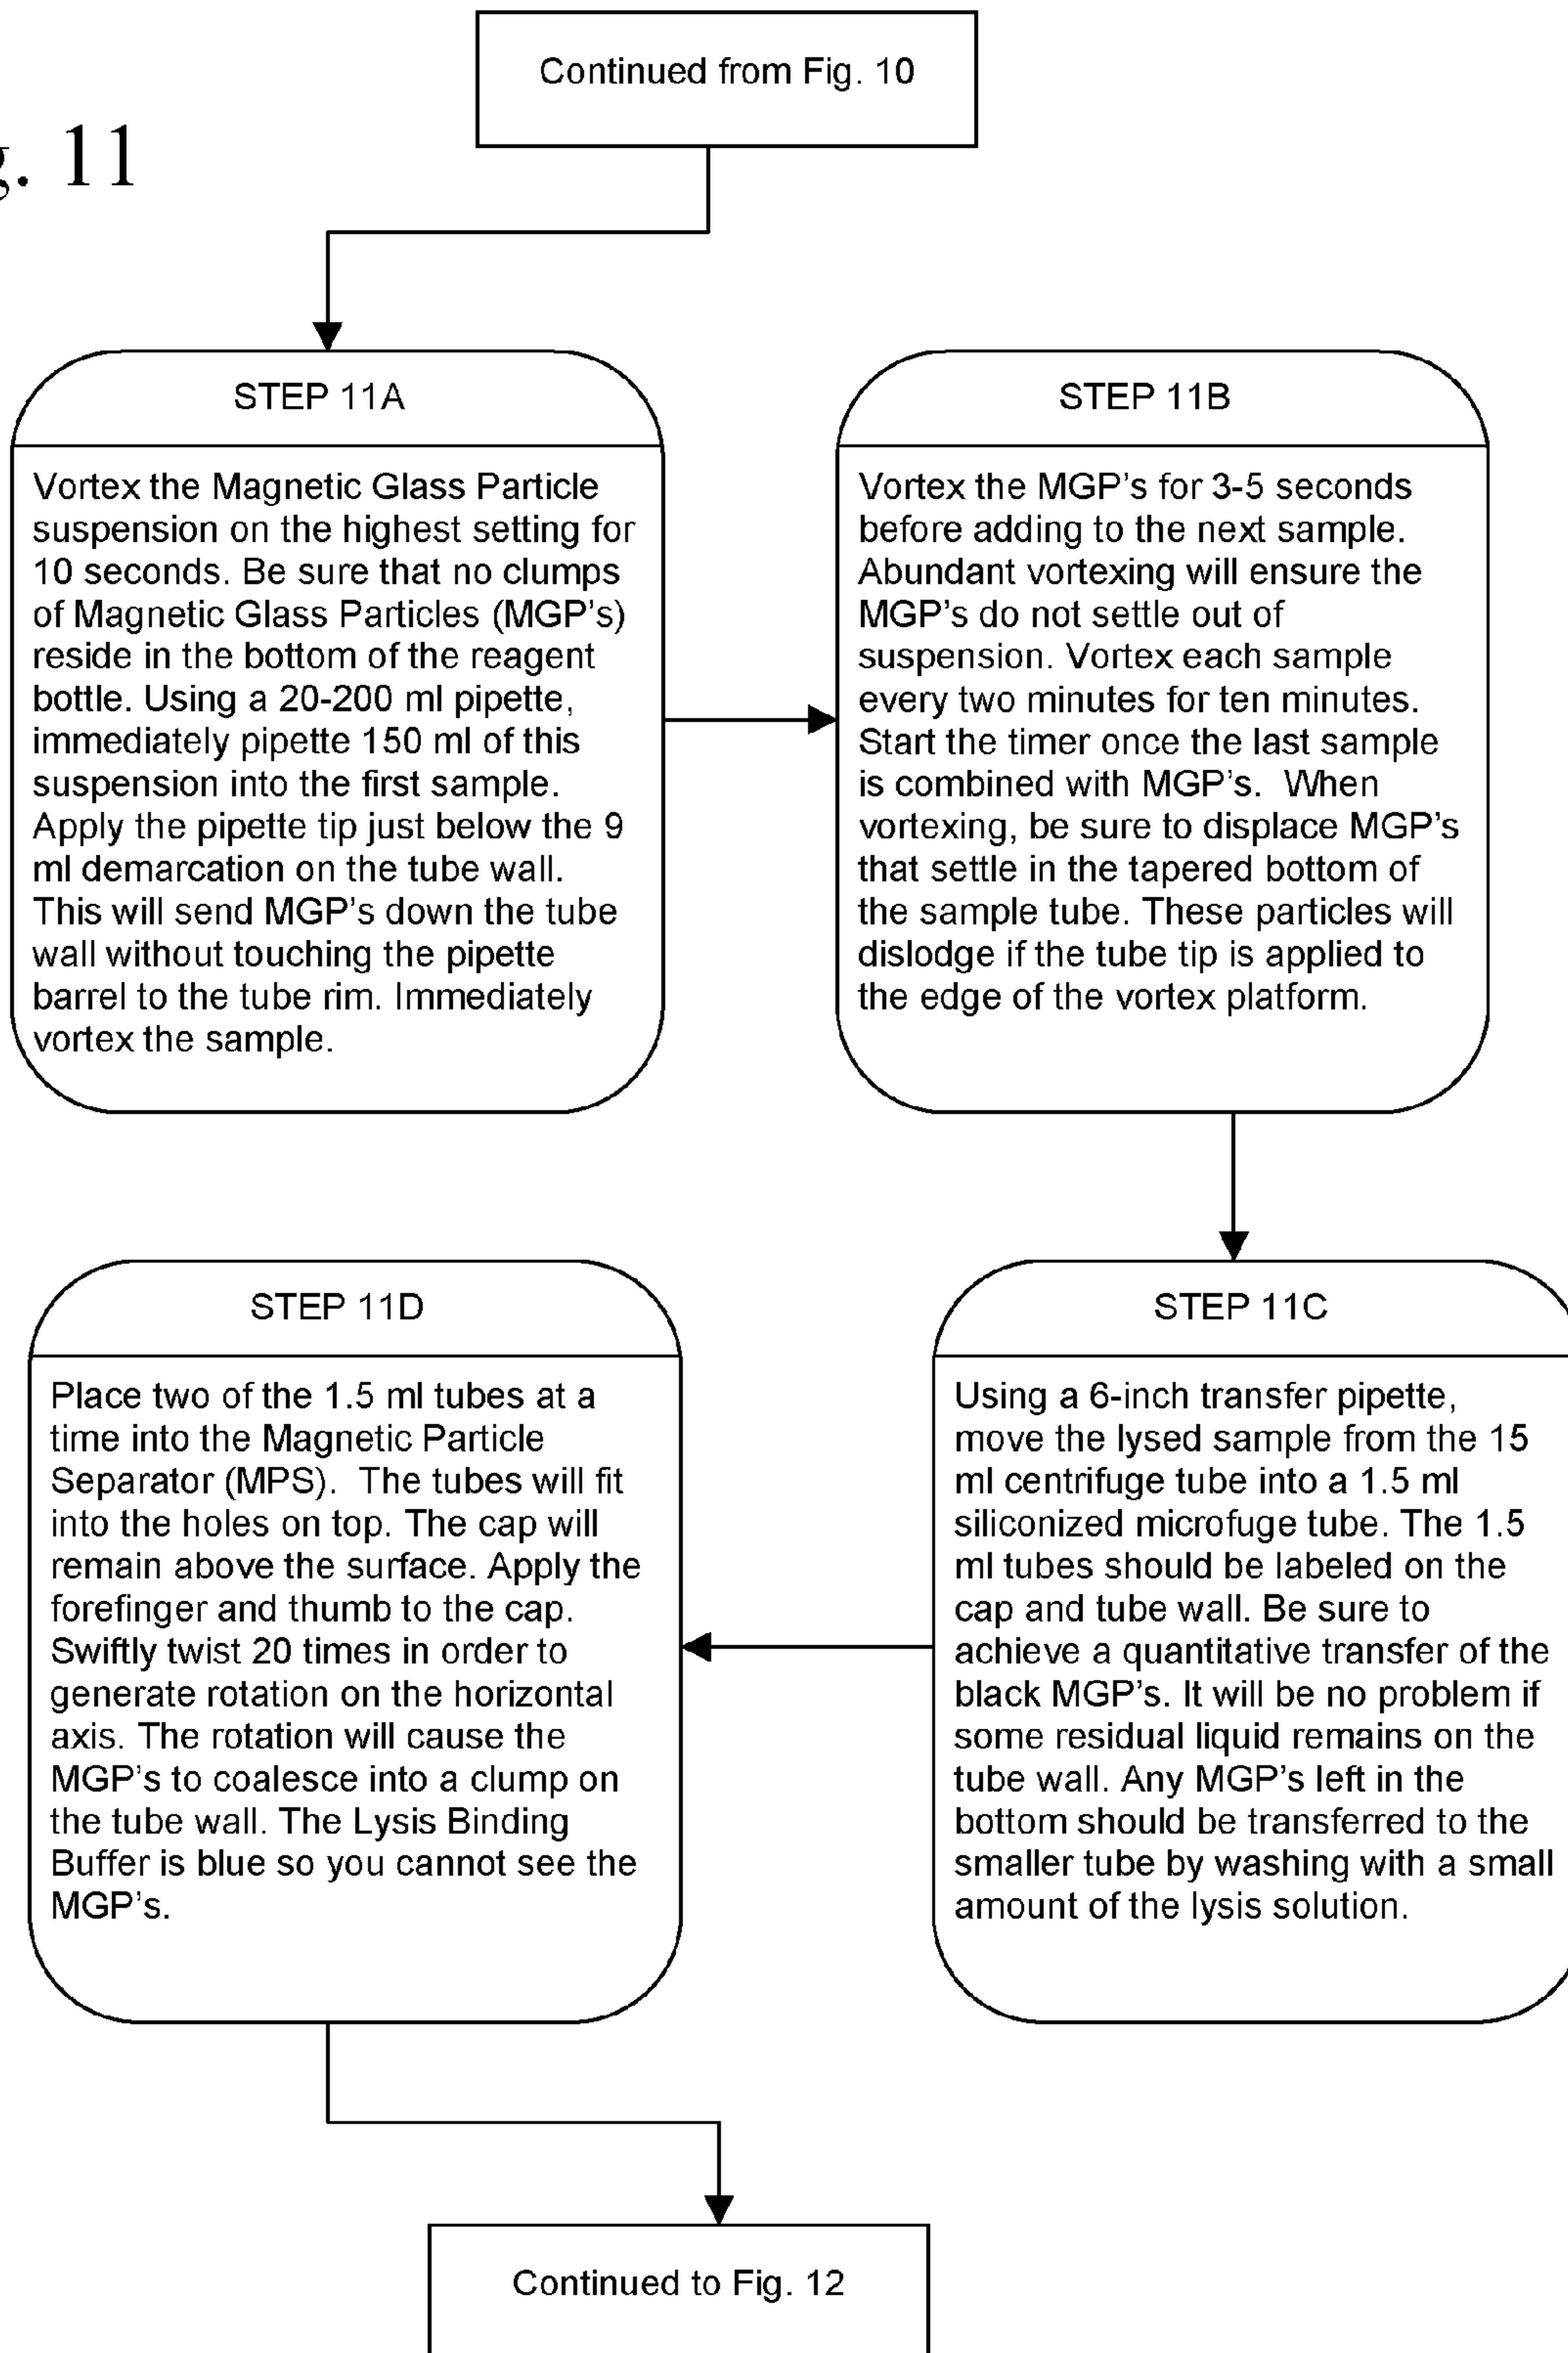 Continued from Fig. 10
g. 11
STEP 11A
Vortex the Magnetic Glass Particle
suspension on the highest setting for
10 seconds. Be sure that no clumps
of Magnetic Glass Particles (MGP's)
reside in the bottom of the reagent
bottle. Using a 20-200 ml pipette,
immediately pipette 150 ml of this
suspension into the first sample.
Apply the pipette tip just below the 9
ml demarcation on the tube wall.
This will send MGP's down the tube
wall without touching the pipette
barrel to the tube rim. Immediately
vortex the sample.
STEP 11B
Vortex the MGP's for 3-5 seconds
before adding to the next sample.
Abundant vortexing will ensure the
MGP's do not settle out of
suspension. Vortex each sample
every two minutes for ten minutes.
Start the timer once the last sample
is combined with MGP's.  When
vortexing, be sure to displace MGP's
that settle in the tapered bottom of
the sample tube. These particles will
dislodge if the tube tip is applied to
the edge of the vortex platform.
STEP 11C
Using a 6-inch transfer pipette,
move the lysed sample from the 15
ml centrifuge tube into a 1.5 ml
siliconized microfuge tube. The 1.5
ml tubes should be labeled on the
cap and tube wall. Be sure to
achieve a quantitative transfer of the
black MGP's. It will be no problem if
some residual liquid remains on the
tube wall. Any MGP's left in the
bottom should be transferred to the
smaller tube by washing with a small
amount of the lysis solution.
STEP 11D
Place two of the 1.5 ml tubes at a
time into the Magnetic Particle
Separator (MPS).  The tubes will fit
into the holes on top. The cap will
remain above the surface. Apply the
forefinger and thumb to the cap.
Swiftly twist 20 times in order to
generate rotation on the horizontal
axis. The rotation will cause the
MGP's to coalesce into a clump on
the tube wall. The Lysis Binding
Buffer is blue so you cannot see the
MGP's.
Continued to Fig. 12